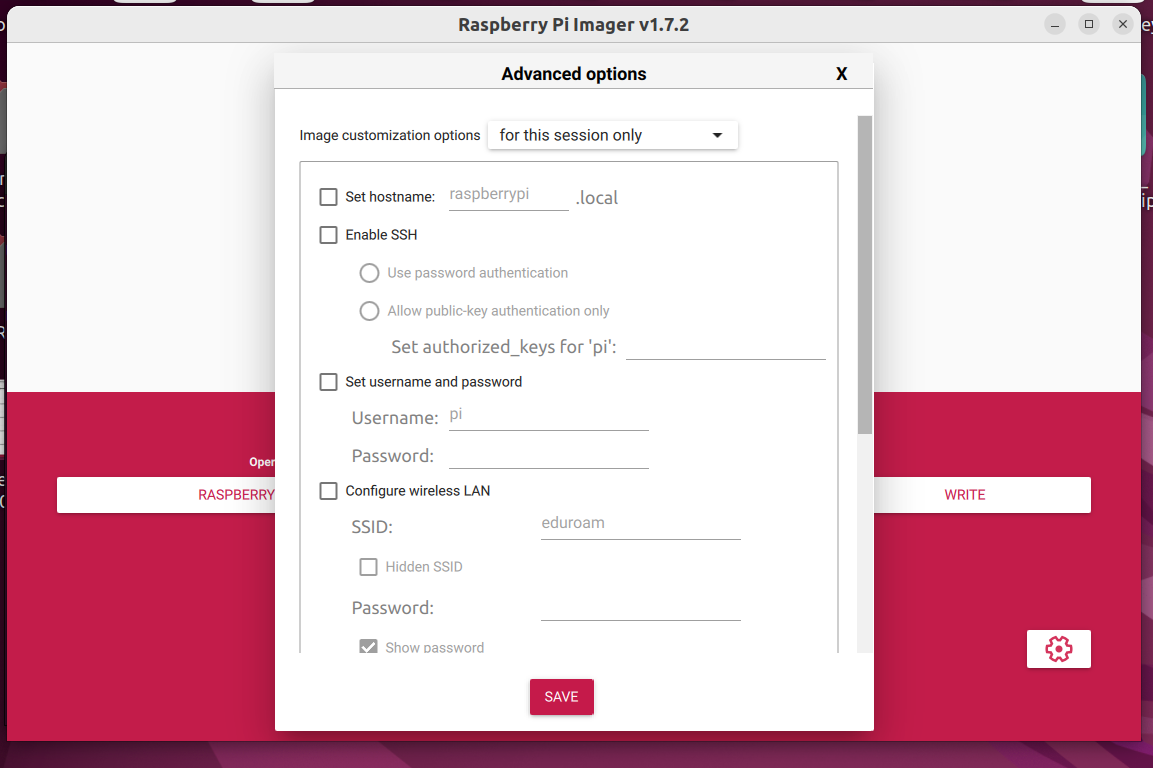 Raspberry Pi Imager v1.7.2
Advanced options X
Image customization options for this session only
Set hostname: raspberrypi .local
Enable SSH
Use password authentication
Allow public-key authentication only
Set authorized_keys for 'pi':
Set username and password
Username: pi
Password:
Configure wireless LAN
SSID: eduroam
Hidden SSID
Password:
Show password
SAVE
Oper
RASPBERRY
WRITE